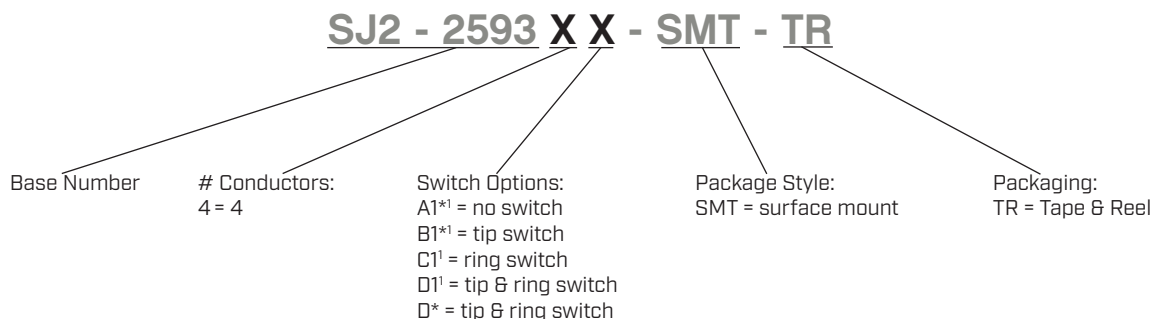 SJ2 - 2593 X X - SMT - TR
Base Number
# Conductors:
4 = 4
Switch Options:
A1*¹ = no switch
B1*¹ = tip switch
C1¹ = ring switch
D1¹ = tip & ring switch
D* = tip & ring switch
Package Style:
SMT = surface mount
Packaging:
TR = Tape & Reel